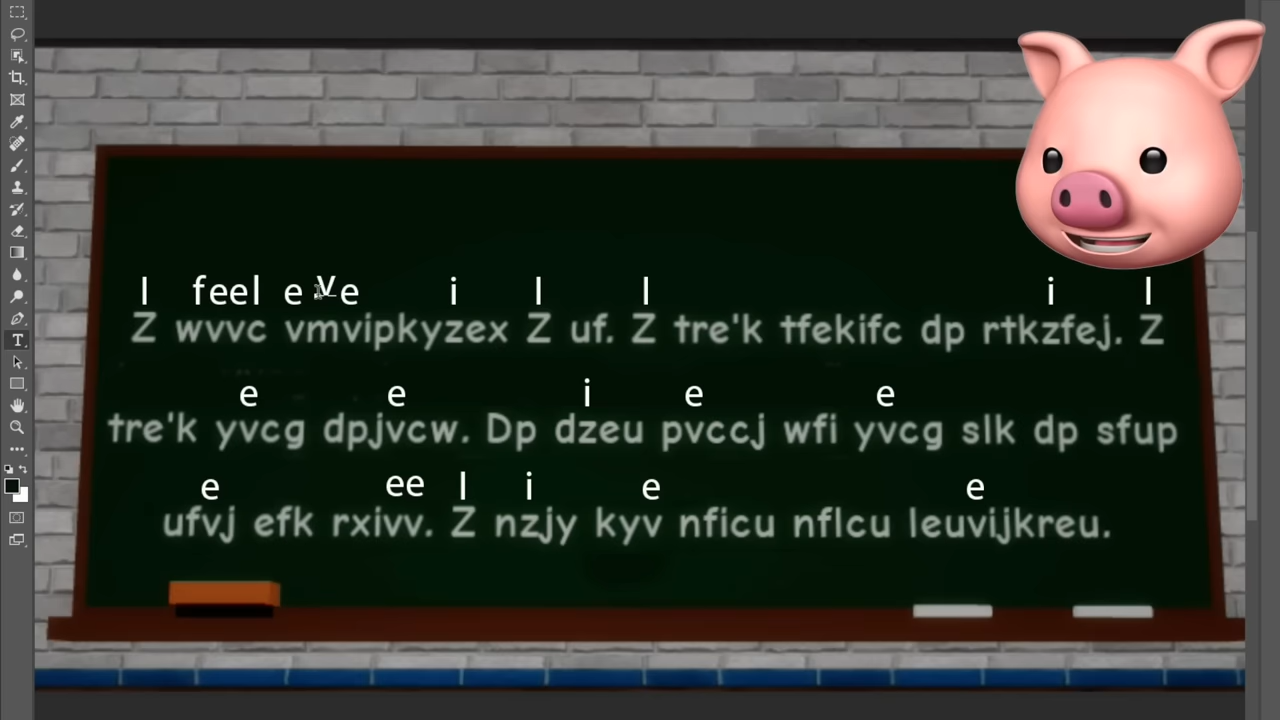 I feel e ve i I I i I
Z wvvc vmvipkyzex Z uf. Z tre'k tfekifc dp rtkzfej. Z
e e i e e
tre'k yvcg dpjvcw. Dp dzeu pvccj wfi yvcg slk dp sfup
e ee I i e e
ufvj efk rxivv. Z nzjy kyv nficu nflcu leuvijkreu.